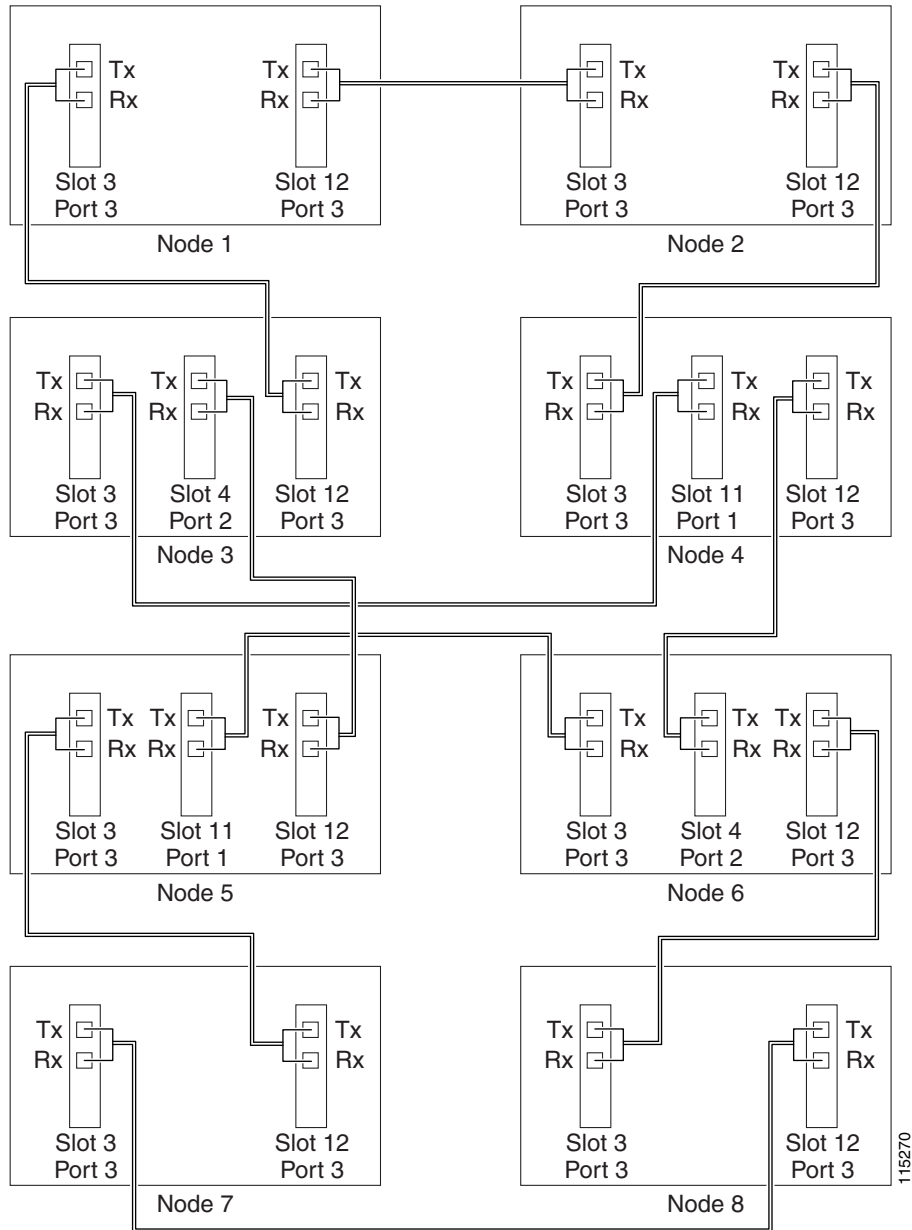 Tx Tx Tx Tx
Rx Rx Rx Rx
Slot 3 Slot 12 Slot 3 Slot 12
Port 3 Port 3 Port 3 Port 3
Node 1 Node 2
Tx Tx Tx Tx Tx Tx
Rx Rx Rx Rx Rx Rx
Slot 3 Slot 4 Slot 12 Slot 3 Slot 11 Slot 12
Port 3 Port 2 Port 3 Port 3 Port 1 Port 3
Node 3 Node 4
Tx Tx Tx Tx Tx Tx
Rx Rx Rx Rx Rx Rx
Slot 3 Slot 11 Slot 12 Slot 3 Slot 4 Slot 12
Port 3 Port 1 Port 3 Port 3 Port 2 Port 3
Node 5 Node 6
Tx Tx Tx Tx
Rx Rx Rx Rx
Slot 3 Slot 12 Slot 3 Slot 12
Port 3 Port 3 Port 3 Port 3
Node 7 Node 8
115270